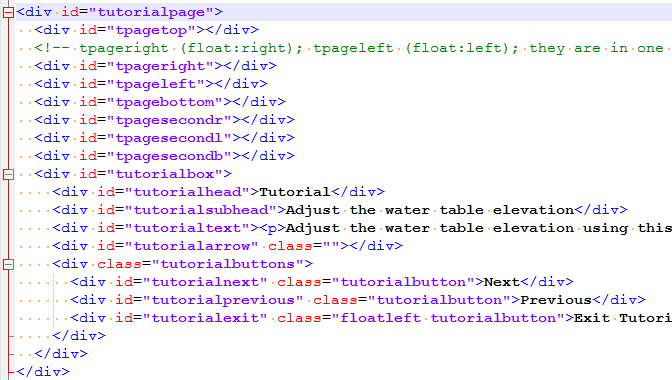 <div id="tutorialpage">
<div id="tpagetop"></div>
<!-- tpageright (float:right); tpageleft (float:left); they are in one
<div id="tpageright"></div>
<div id="tpageleft"></div>
<div id="tpagebottom"></div>
<div id="tpagesecondr"></div>
<div id="tpagesecondl"></div>
<div id="tpagesecondb"></div>
<div id="tutorialbox">
<div id="tutorialhead">Tutorial</div>
<div id="tutorialsubhead">Adjust the water table elevation</div>
<div id="tutorialtext"><p>Adjust the water table elevation using this
<div id="tutorialarrow" class=""></div>
<div class="tutorialbuttons">
<div id="tutorialnext" class="tutorialbutton">Next</div>
<div id="tutorialprevious" class="tutorialbutton">Previous</div>
<div id="tutorialexit" class="floatleft tutorialbutton">Exit Tutori
</div>
</div>
</div>